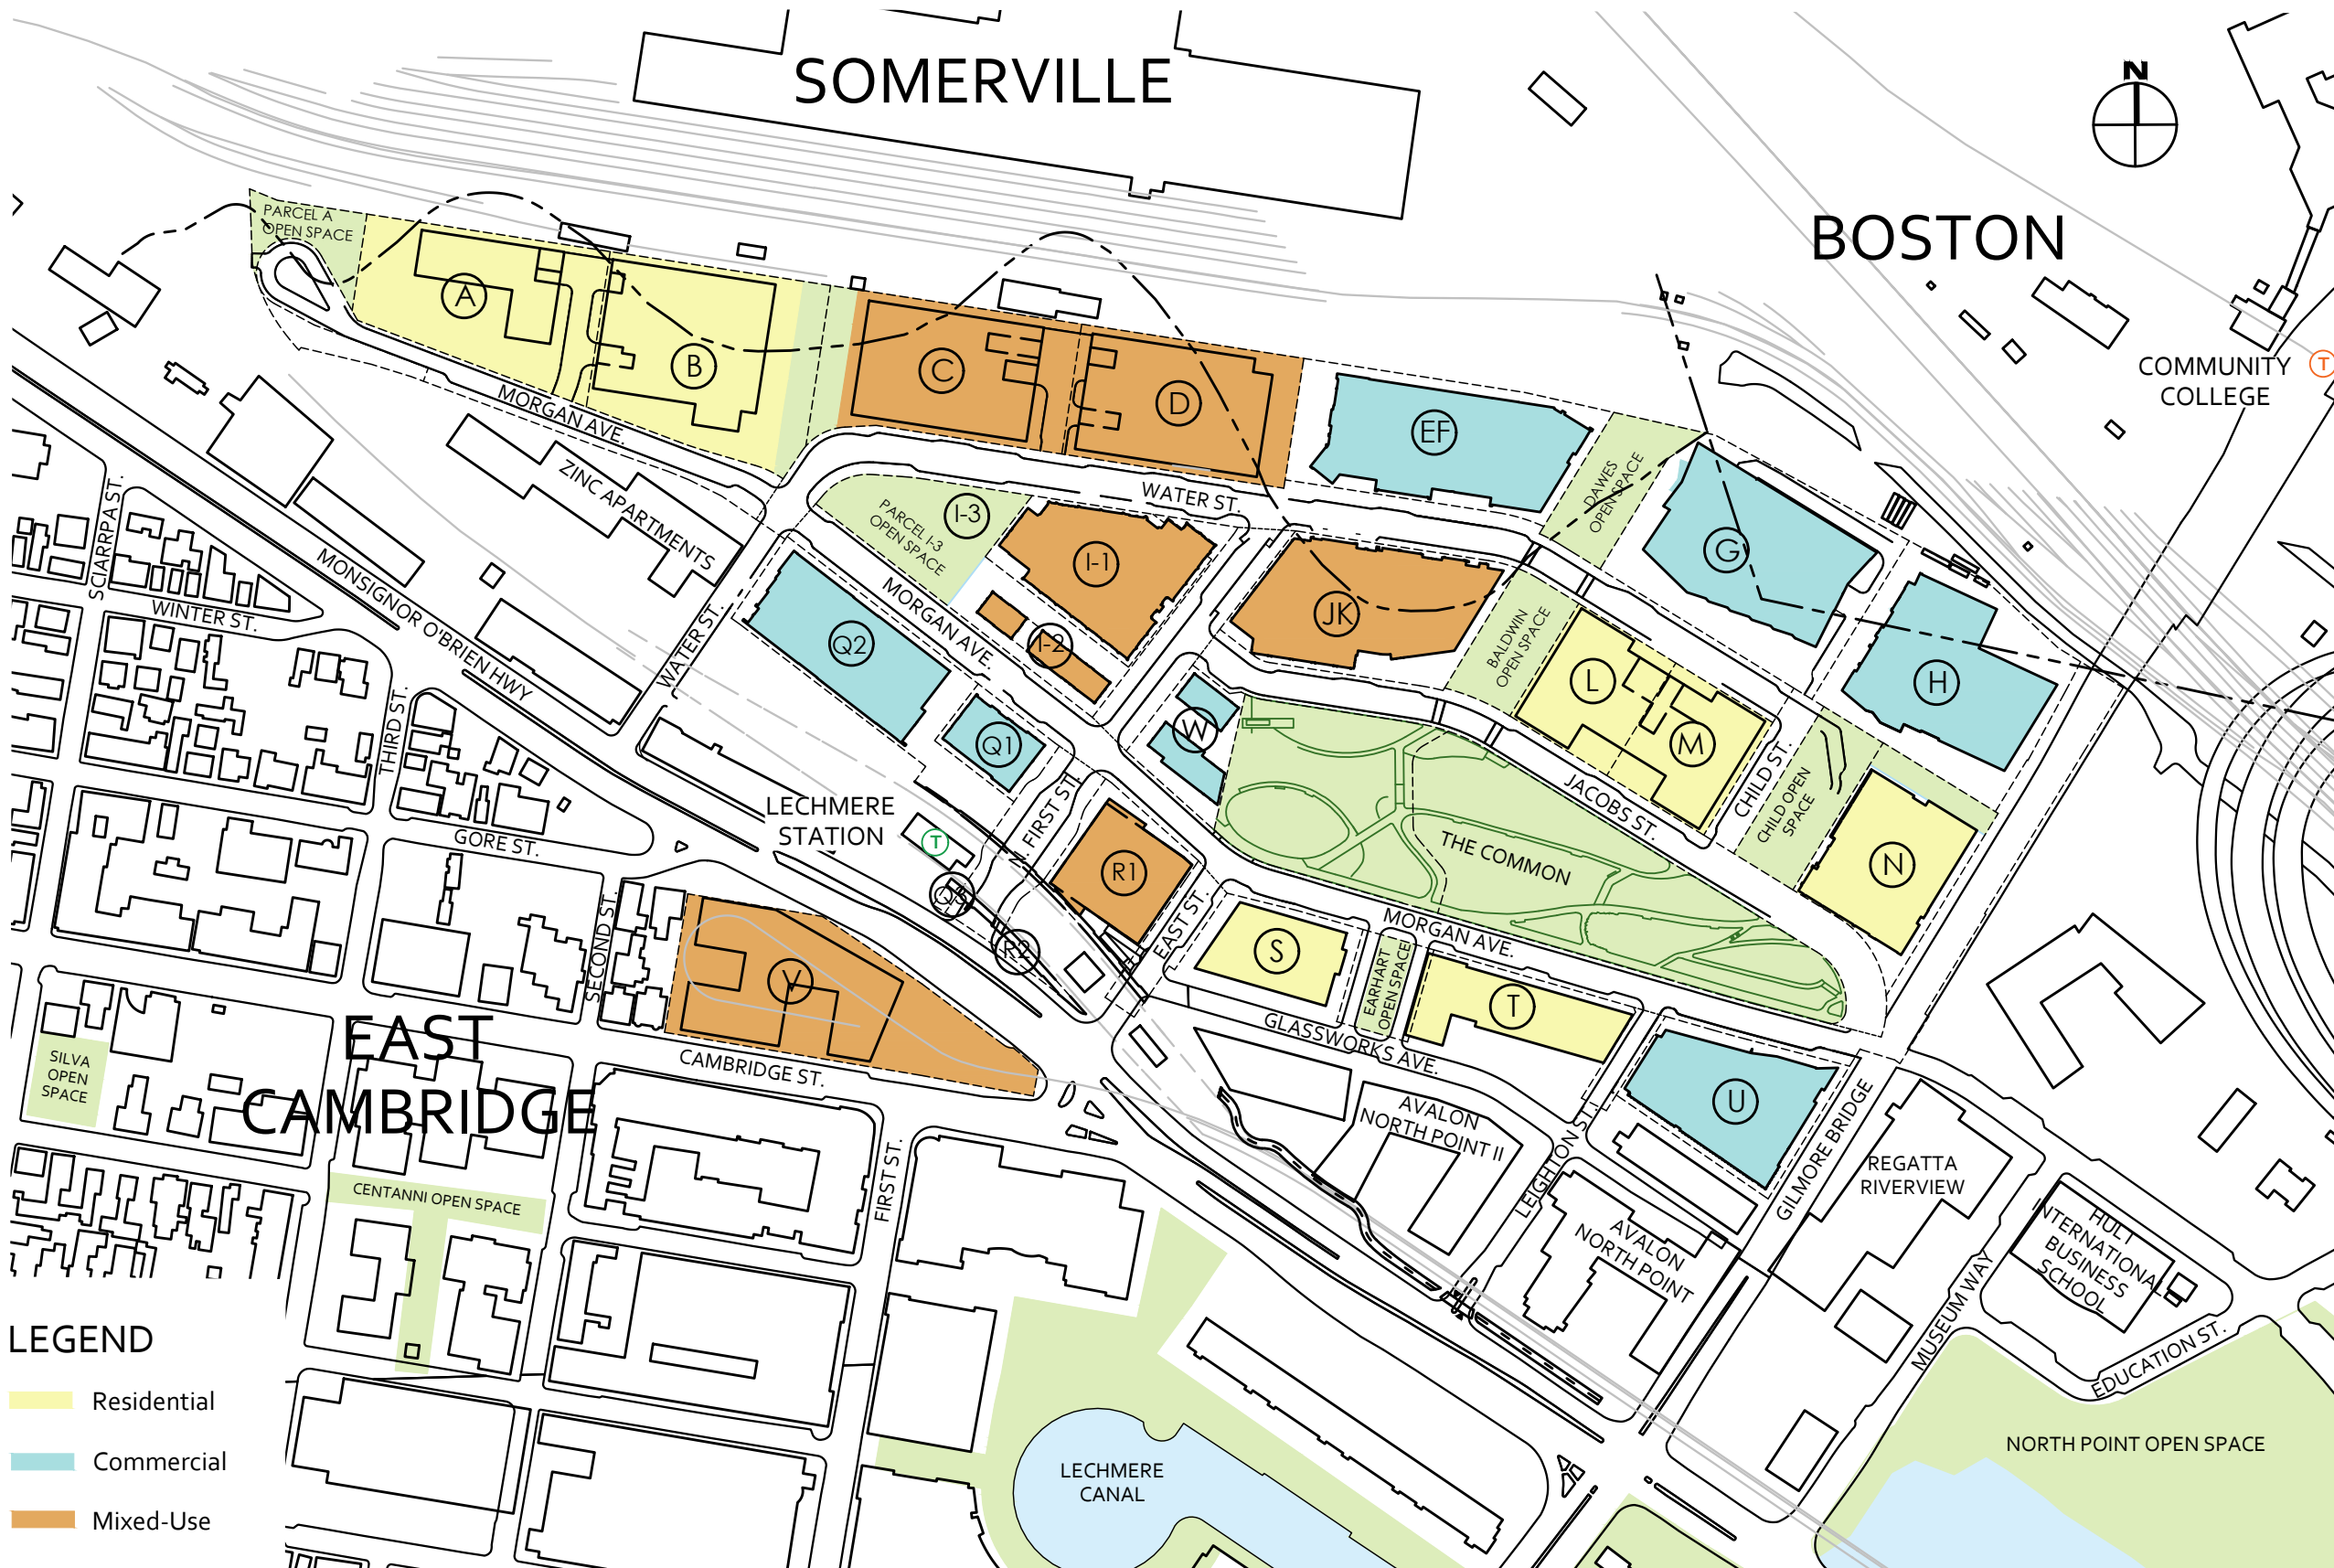 SOMERVILLE
N
BOSTON
PARCEL A
OPEN SPACE
A
B
C
D
EF
COMMUNITY
COLLEGE
T
MORGAN AVE.
ZINC APARTMENTS
WATER ST.
DAWES
OPEN SPACE
G
I-3
PARCEL I-3
OPEN SPACE
I-1
JK
H
SCIARRPA ST.
WINTER ST.
MONSIGNOR O'BRIEN HWY
WATER ST.
Q2
MORGAN AVE.
I-2
BALDWIN
OPEN SPACE
L
M
W
Q1
THIRD ST.
GORE ST.
LECHMERE
STATION
T
N. FIRST ST.
R1
THE COMMON
JACOBS ST.
CHILD ST.
CHILD OPEN
SPACE
N
Q3
R2
EAST ST.
SECOND ST.
V
S
EARHART
OPEN SPACE
MORGAN AVE.
T
U
GLASSWORKS AVE.
CAMBRIDGE ST.
EAST
CAMBRIDGE
SILVA
OPEN
SPACE
AVALON
NORTH POINT II
LEIGHTON ST.
GILMORE BRIDGE
REGATTA
RIVERVIEW
CENTANNI OPEN SPACE
FIRST ST.
AVALON
NORTH POINT
HULT
INTERNATIONAL
BUSINESS
SCHOOL
MUSEUM WAY
EDUCATION ST.
NORTH POINT OPEN SPACE
LECHMERE
CANAL
LEGEND
Residential
Commercial
Mixed-Use